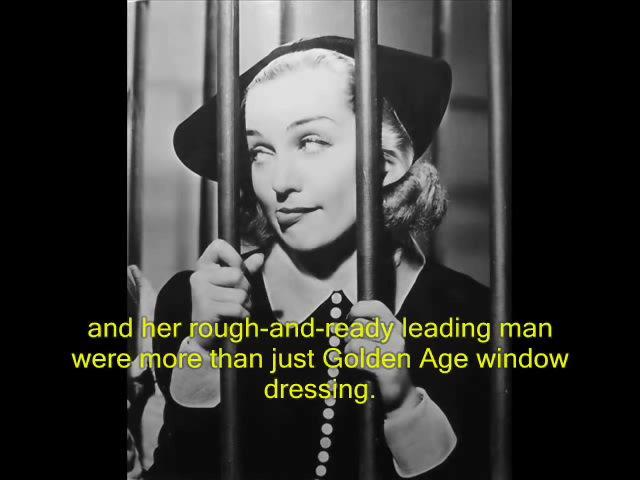 and her rough-and-ready leading man
were more than just Golden Age window
dressing.